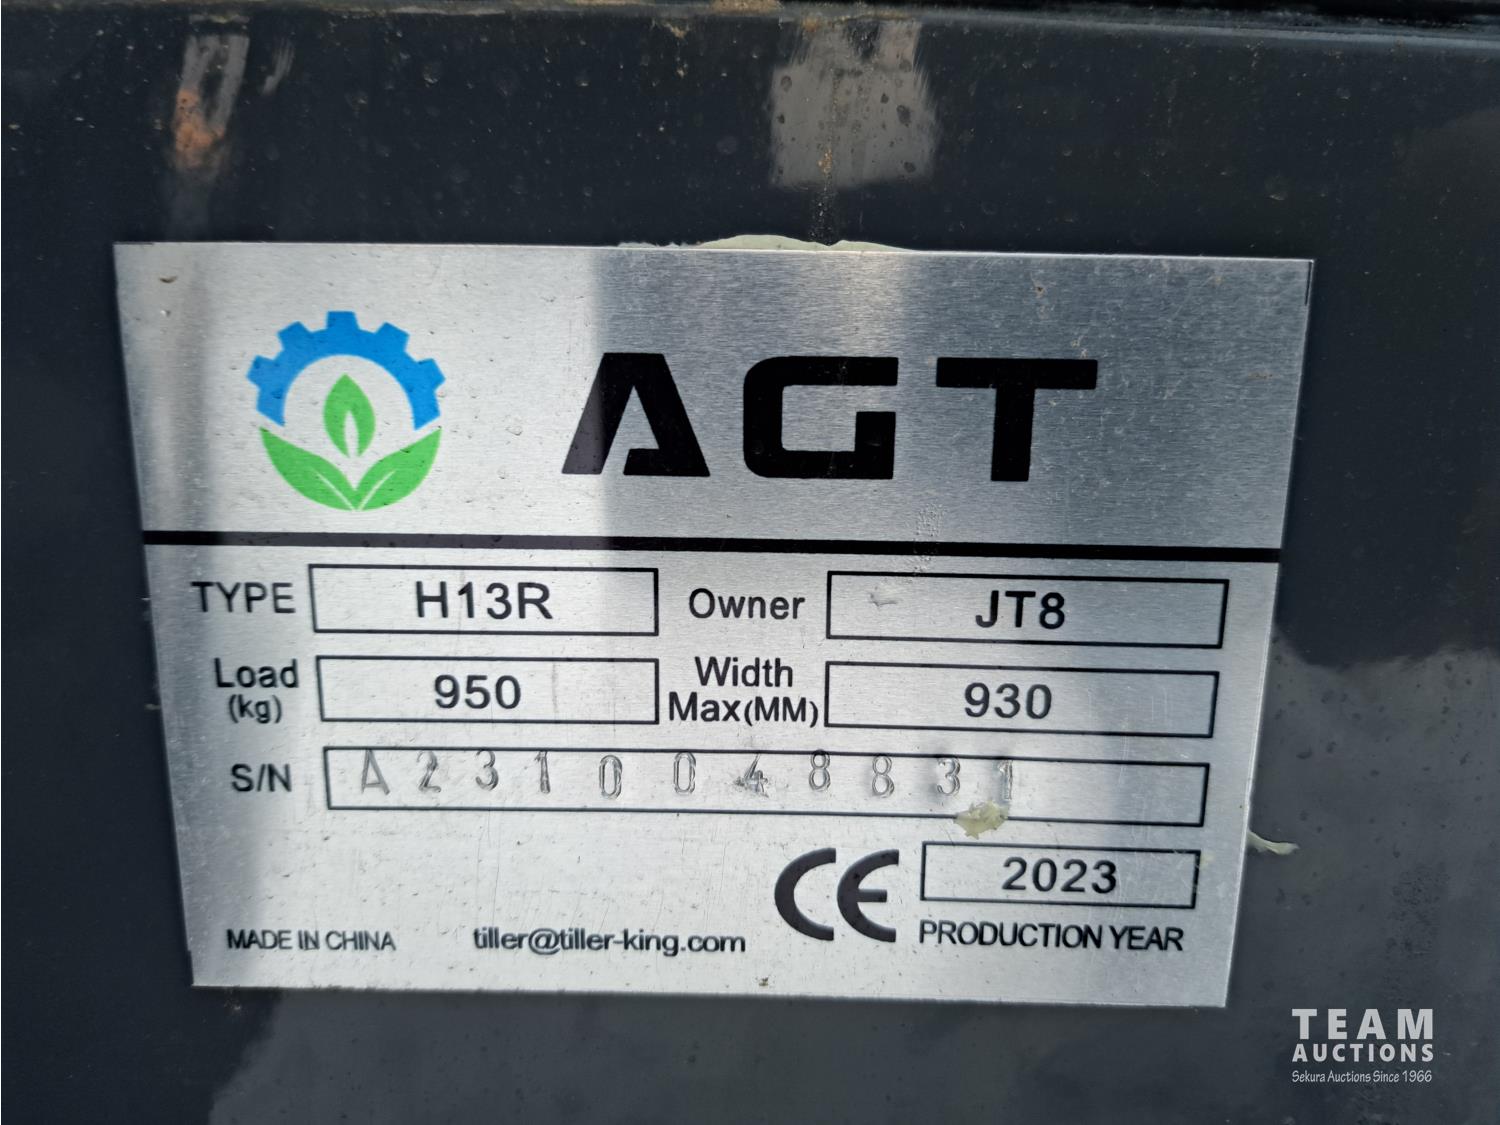 AGT
TYPE H13R Owner JT8
Load (kg) 950 Width Max(MM) 930
S/N A2310048831
CE 2023
MADE IN CHINA tiller@tiller-king.com PRODUCTION YEAR
TEAM
AUCTIONS
Sekura Auctions Since 1966